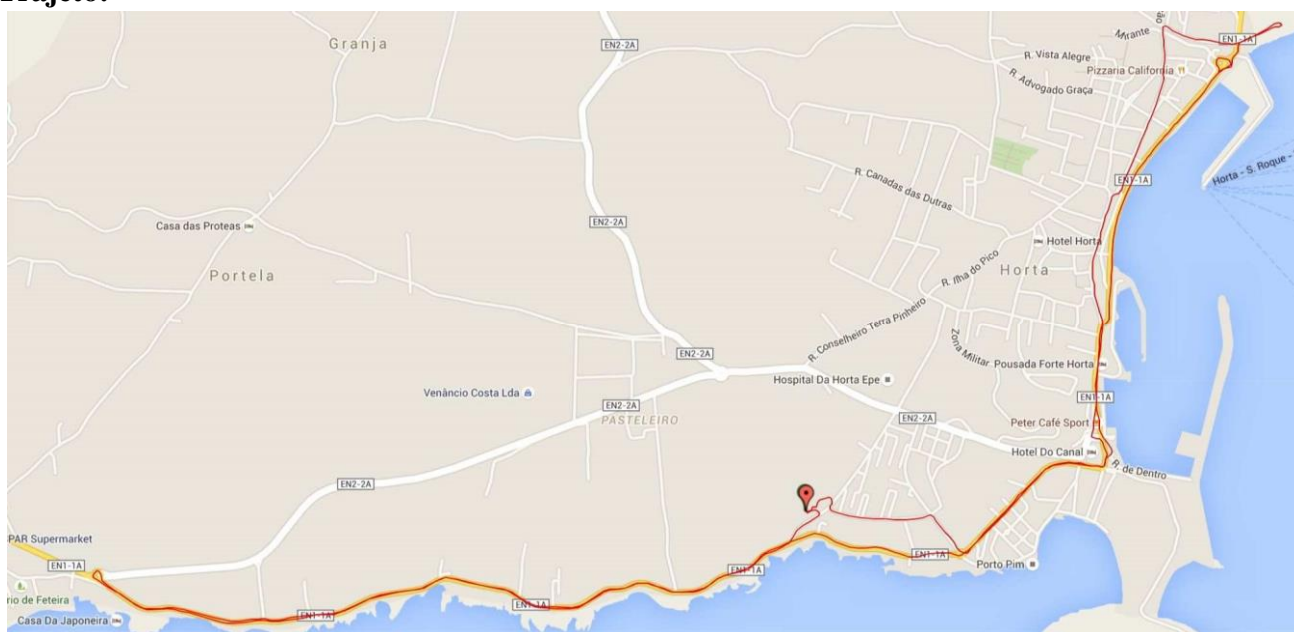 Granja
EN2-2A
Mirante
EN1-1A
R. Vista Alegre
Pizzaria California
R. Advogado Graça
R. Canadas das Dutras
EN1-1A
Horta - S. Roque -
Casa das Proteas
EN2-2A
Hotel Horta
Portela
R. Ilha do Pico
Horta
R. Conselheiro Terra Pinheiro
Zona Militar
EN2-2A
Pousada Forte Horta
Hospital Da Horta Epe
Venâncio Costa Lda
EN1-1A
EN2-2A
EN2-2A
PASTELEIRO
Peter Café Sport
Hotel Do Canal
R. de Dentro
EN2-2A
PAR Supermarket
EN1-1A
EN1-1A
EN1-1A
Porto Pim
rio de Feteira
EN1-1A
EN1-1A
Casa Da Japoneira